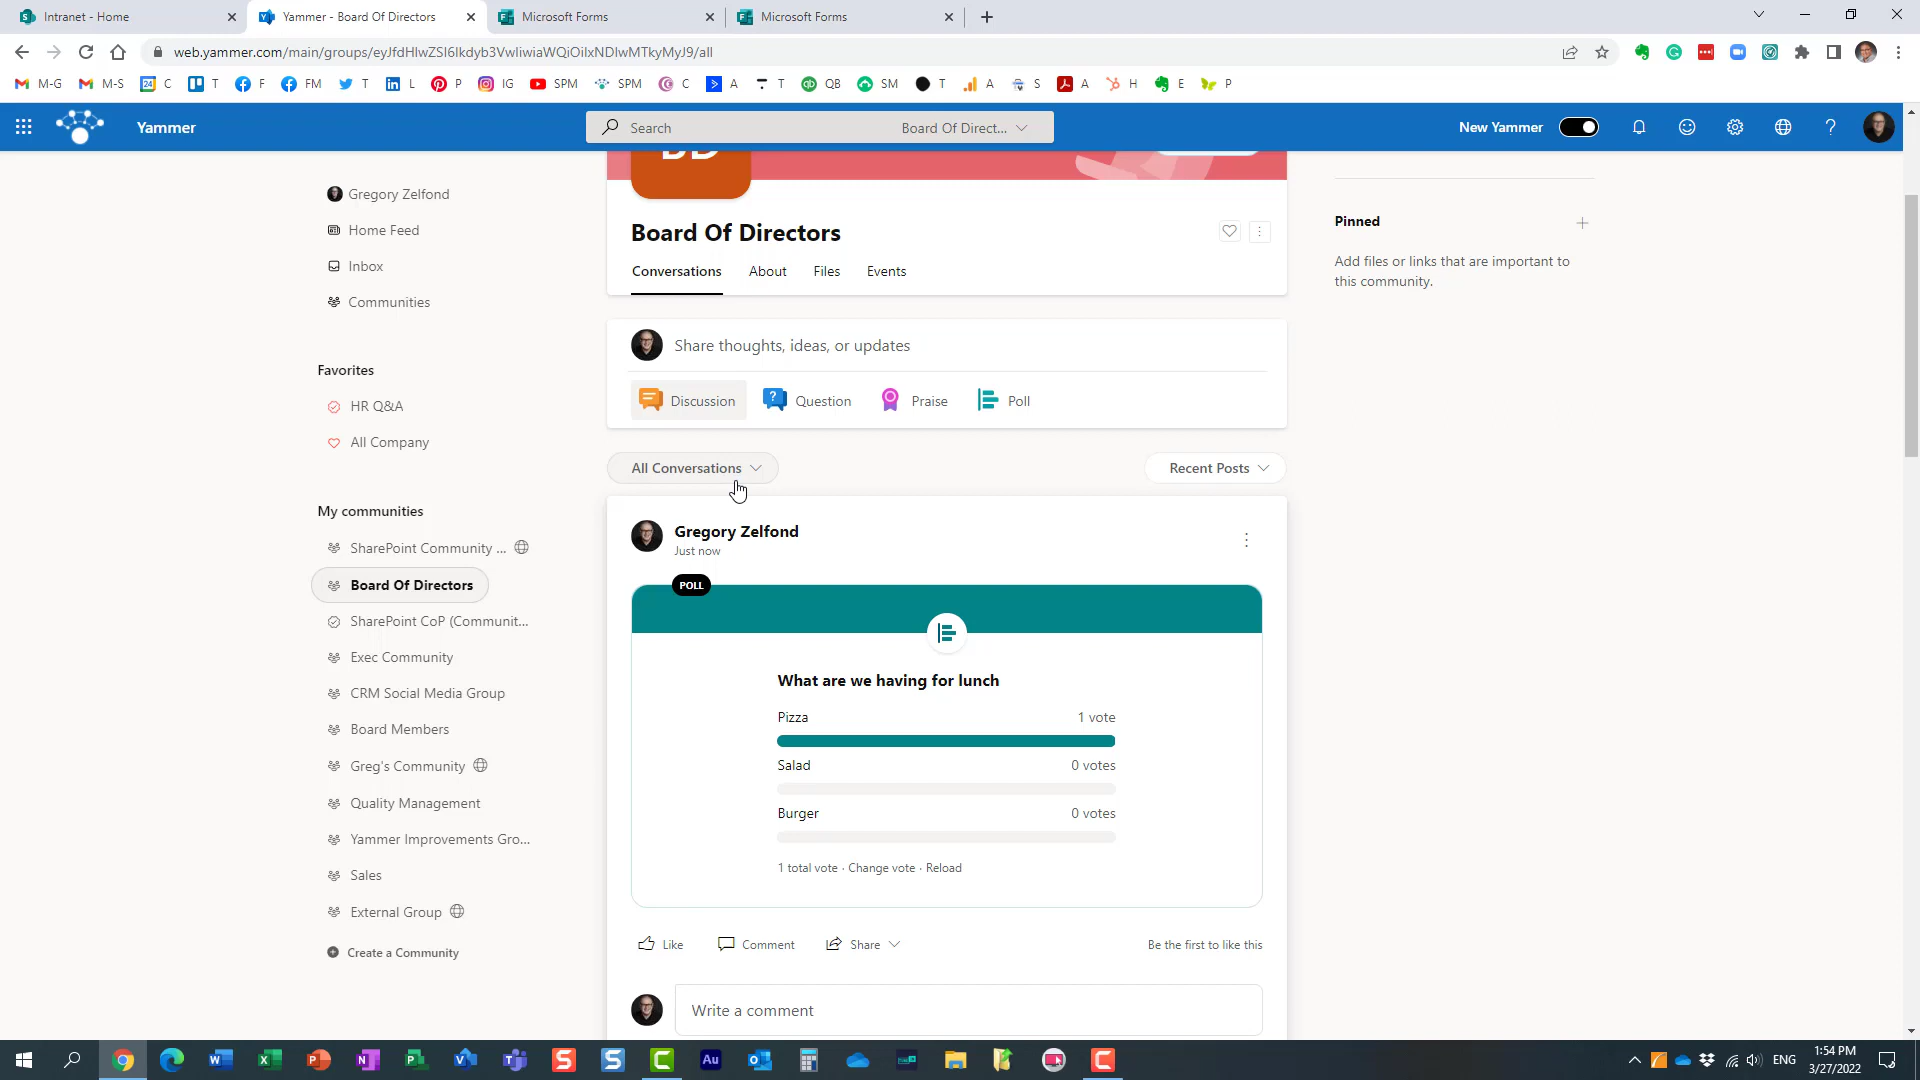 Intranet - Home
Yammer - Board Of Directors
Microsoft Forms
Microsoft Forms
M-G M-S 24 C T F FM T L P IG SPM SPM C A T QB SM T A S A H E P
Yammer
Search
Board Of Direct...
New Yammer
Gregory Zelfond
Home Feed
Inbox
Communities
Favorites
HR Q&A
All Company
My communities
SharePoint Community ...
Board Of Directors
SharePoint CoP (Communit...
Exec Community
CRM Social Media Group
Board Members
Greg's Community
Quality Management
Yammer Improvements Gro...
Sales
External Group
Create a Community
Board Of Directors
Conversations About Files Events
Share thoughts, ideas, or updates
Discussion Question Praise Poll
All Conversations
Recent Posts
Gregory Zelfond
Just now
POLL
What are we having for lunch
Pizza 1 vote
Salad 0 votes
Burger 0 votes
1 total vote · Change vote · Reload
Like Comment Share
Be the first to like this
Write a comment
Pinned
Add files or links that are important to
this community.
ENG
1:54 PM
3/27/2022